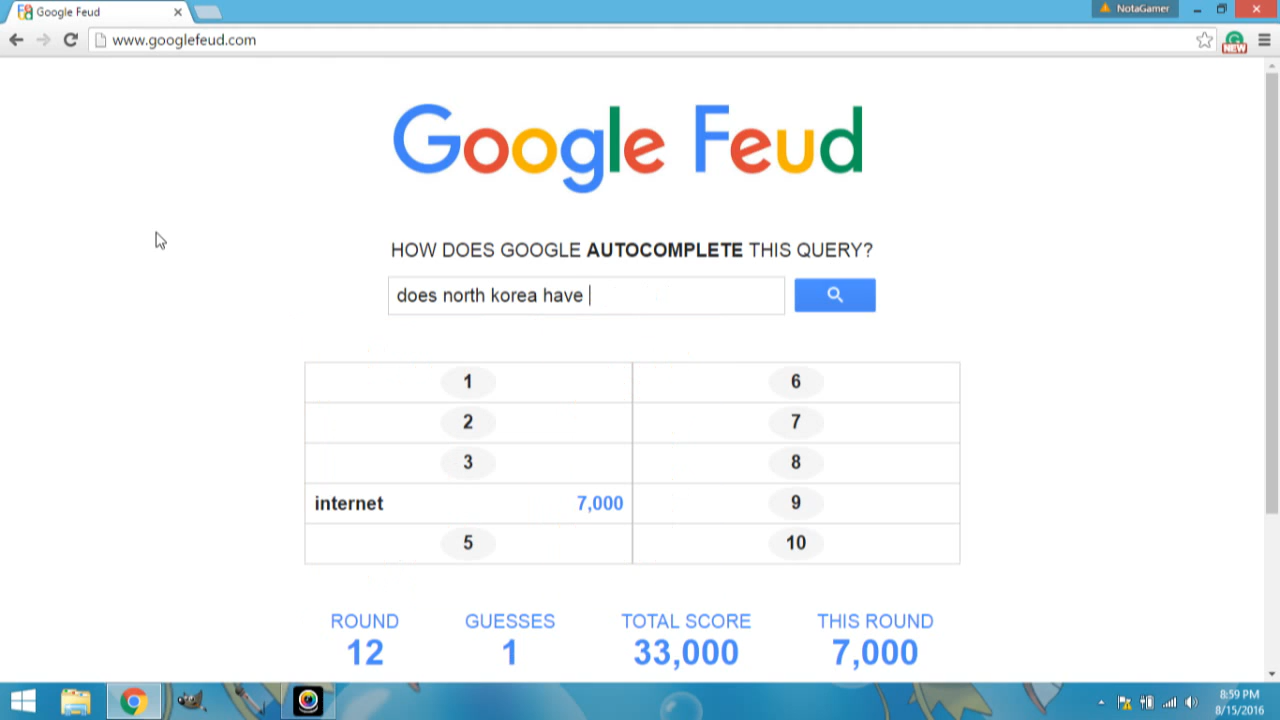 Google Feud
NotaGamer
www.googlefeud.com
NEW
Google Feud
HOW DOES GOOGLE AUTOCOMPLETE THIS QUERY?
does north korea have
1 6
2 7
3 8
internet 7,000 9
5 10
ROUND GUESSES TOTAL SCORE THIS ROUND
12 1 33,000 7,000
8:59 PM
8/15/2016